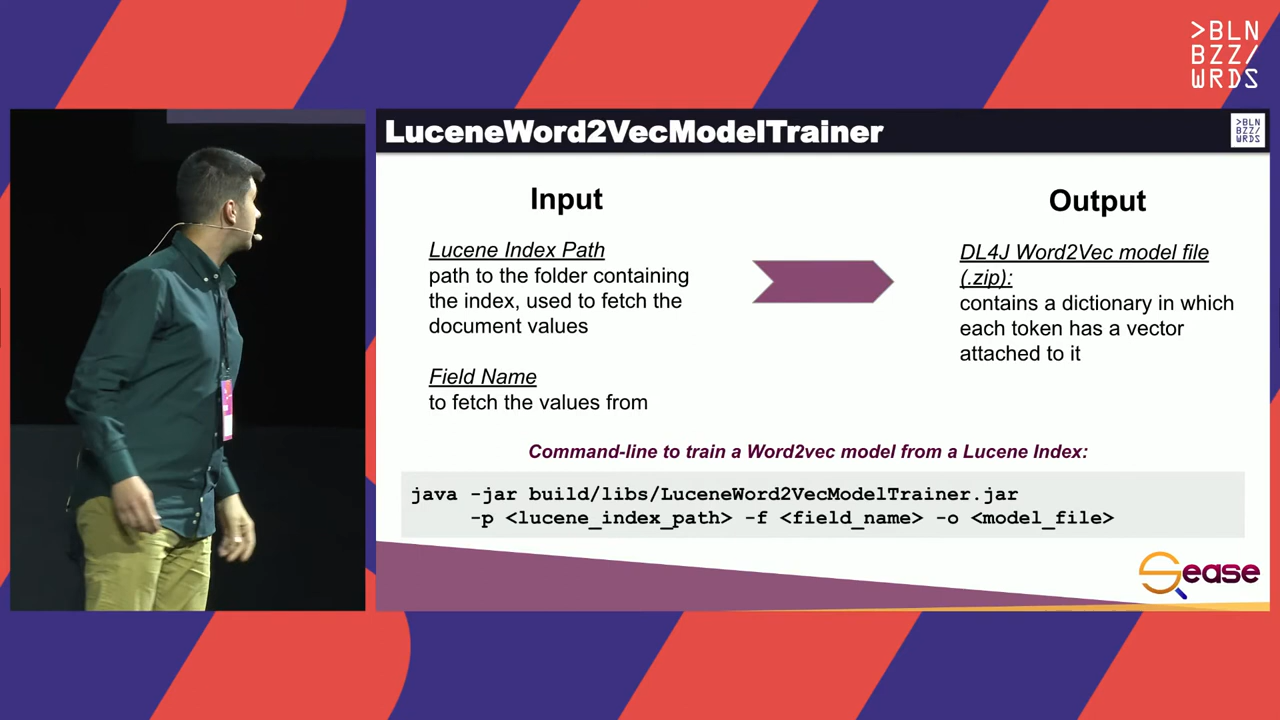 >BLN
BZZ/
WRDS
LuceneWord2VecModelTrainer
>BLN
BZZ/
WRDS
Input
Lucene Index Path
path to the folder containing
the index, used to fetch the
document values
Field Name
to fetch the values from
Output
DL4J Word2Vec model file
(.zip):
contains a dictionary in which
each token has a vector
attached to it
Command-line to train a Word2vec model from a Lucene Index:
java -jar build/libs/LuceneWord2VecModelTrainer.jar
-p <lucene_index_path> -f <field_name> -o <model_file>
Sease